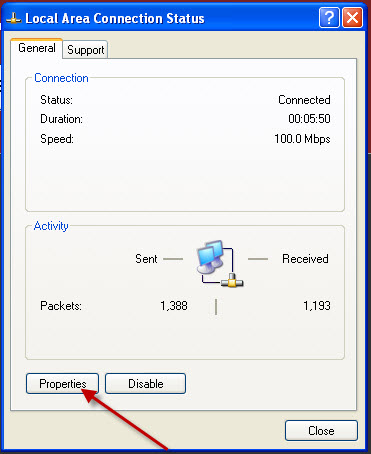 Local Area Connection Status
General Support
Connection
Status: Connected
Duration: 00:05:50
Speed: 100.0 Mbps
Activity
Sent Received
Packets: 1,388 1,193
Properties Disable
Close